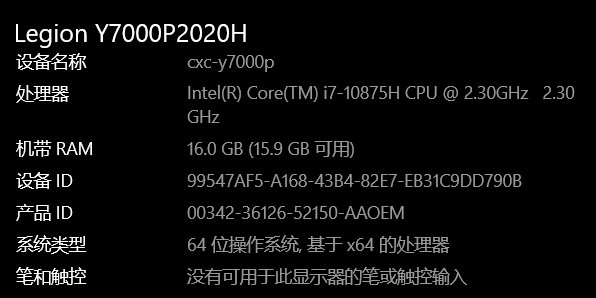 Legion Y7000P2020H
设备名称 cxc-y7000p
处理器 Intel(R) Core(TM) i7-10875H CPU @ 2.30GHz 2.30
GHz
机带 RAM 16.0 GB (15.9 GB 可用)
设备 ID 99547AF5-A168-43B4-82E7-EB31C9DD790B
产品 ID 00342-36126-52150-AAOEM
系统类型 64 位操作系统, 基于 x64 的处理器
笔和触控 没有可用于此显示器的笔或触控输入